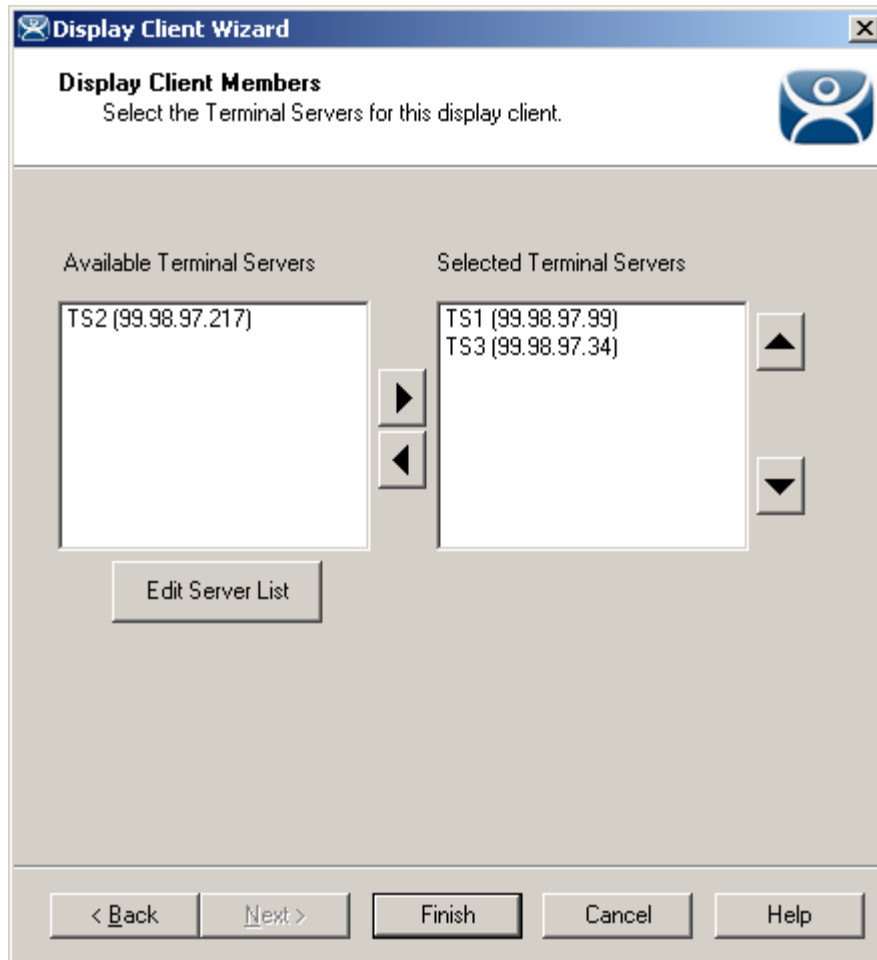 Display Client Wizard
Display Client Members
Select the Terminal Servers for this display client.
Available Terminal Servers
Selected Terminal Servers
TS2 (99.98.97.217)
TS1 (99.98.97.99)
TS3 (99.98.97.34)
Edit Server List
< Back
Next >
Finish
Cancel
Help